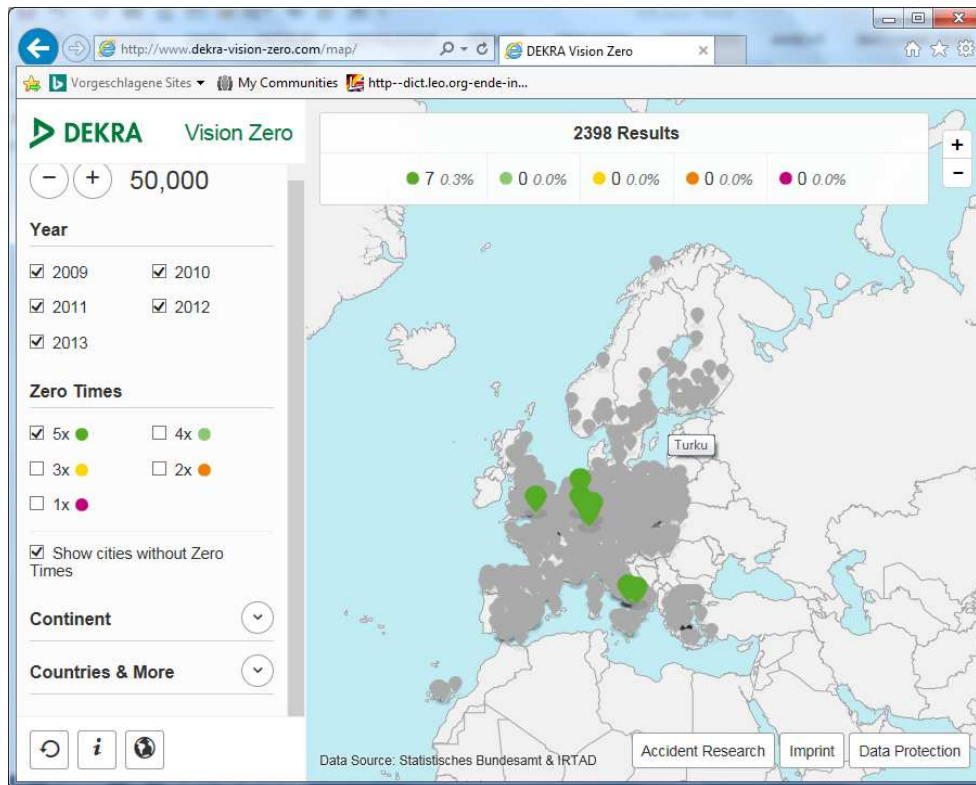 http://www.dekra-vision-zero.com/map/
DEKRA Vision Zero
Vorgeschlagene Sites
My Communities
http--dict.leo.org-ende-in...
DEKRA
Vision Zero
50,000
Year
2009 2010
2011 2012
2013
Zero Times
5x 4x
3x 2x
1x
Show cities without Zero
Times
Continent
Countries & More
i
2398 Results
7 0.3% 0 0.0% 0 0.0% 0 0.0% 0 0.0%
+
−
Turku
Data Source: Statistisches Bundesamt & IRTAD
Accident Research Imprint Data Protection